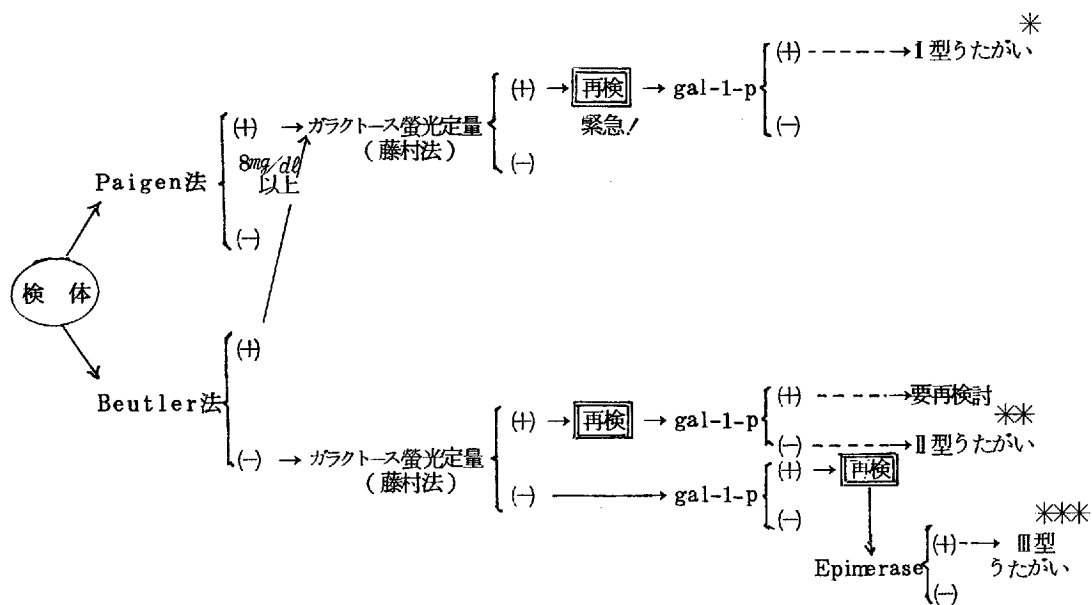 *
(+) → I型うたがい
(+) → 再検 → gal-1-p
緊急!
(−)
(+) → ガラクトース螢光定量
(藤村法)
(−)
8mg/dl
以上
Paigen法
(−)
検 体
(+)
Beutler法
(+) → 要再検討
**
(+) → 再検 → gal-1-p
(−) → II型うたがい
(−) → ガラクトース螢光定量
(藤村法)
(+) → 再検
(−) → gal-1-p
(−)
***
(+) → III型
うたがい
Epimerase
(−)